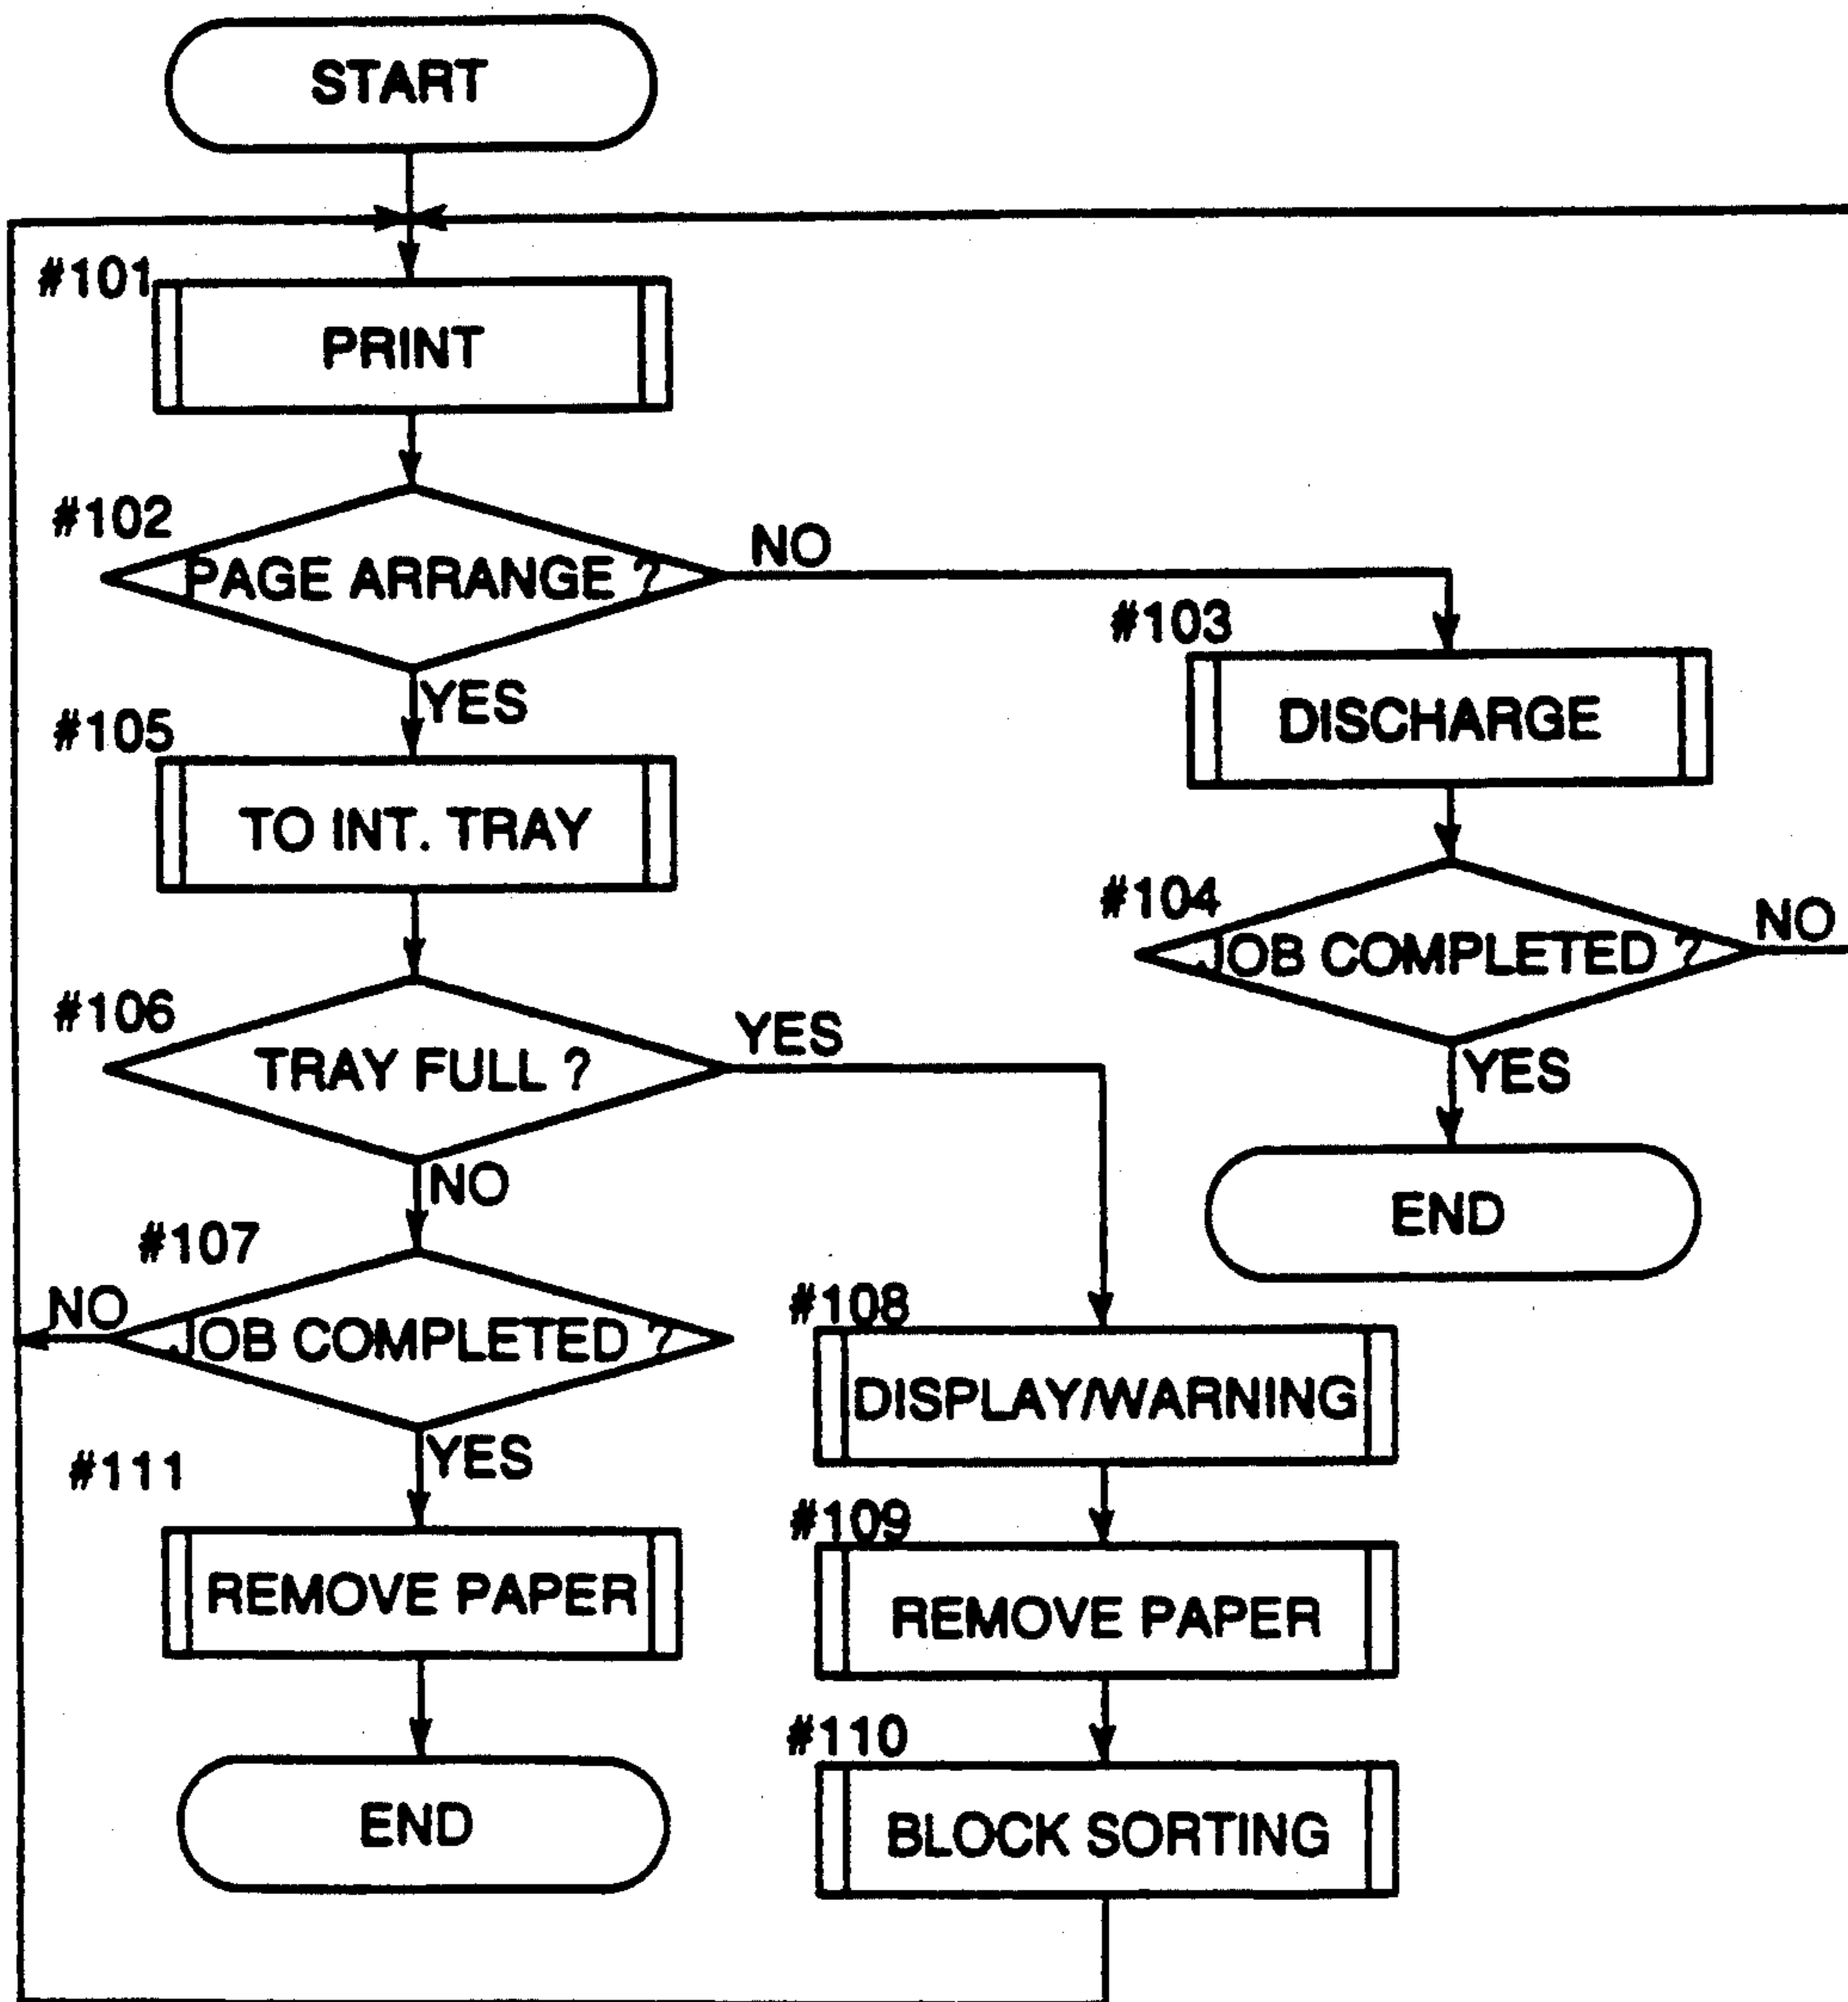 START
#101
PRINT
#102
PAGE ARRANGE ?
NO
YES
#103
DISCHARGE
#104
JOB COMPLETED ?
NO
YES
END
#105
TO INT. TRAY
#106
TRAY FULL ?
YES
NO
#107
JOB COMPLETED ?
NO
YES
#108
DISPLAY/WARNING
#109
REMOVE PAPER
#110
BLOCK SORTING
#111
REMOVE PAPER
END